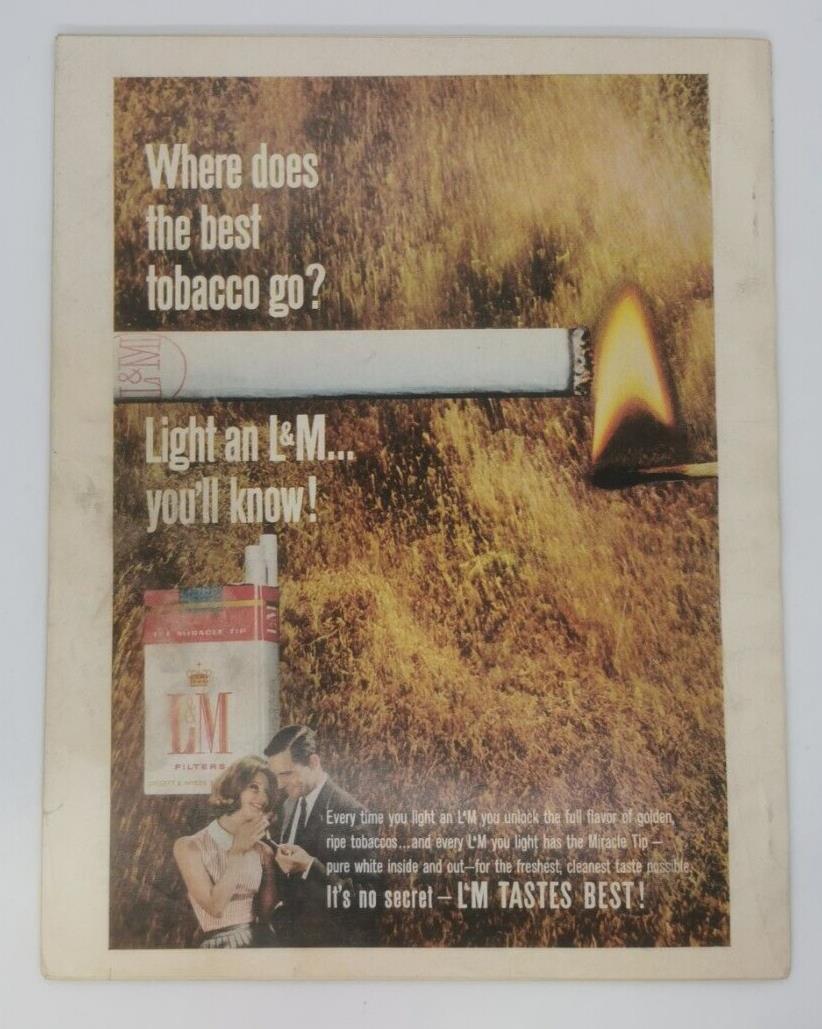 Where does
the best
tobacco go?
L&M
Light an L&M...
you'll know!
MIRACLE TIP
L&M
L&M
FILTERS
LIGGETT & MYERS
Every time you light an L&M you unlock the full flavor of golden,
ripe tobaccos...and every L&M you light has the Miracle Tip —
pure white inside and out—for the freshest, cleanest taste possible.
It's no secret — L&M TASTES BEST!